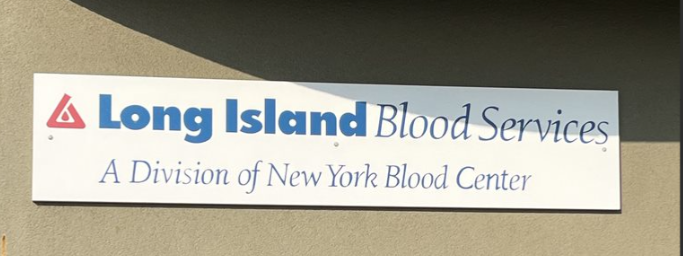 Long Island Blood Services
A Division of New York Blood Center